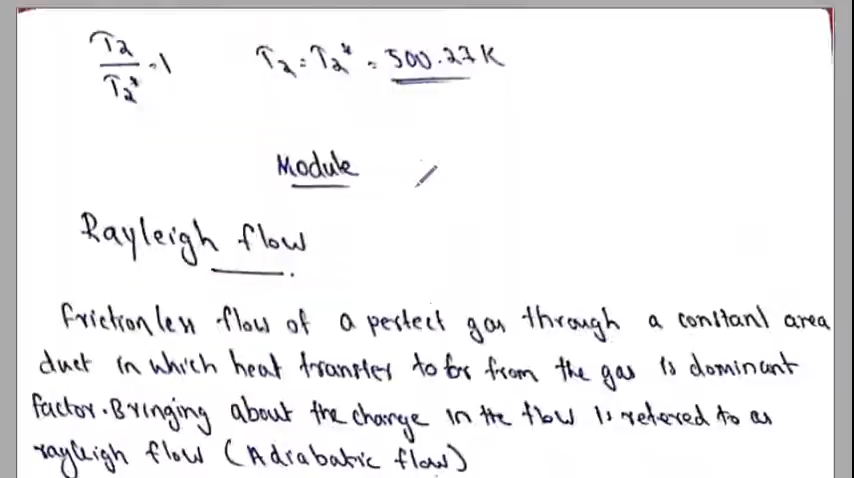 T2/T2* = 1 T2 = T2* = 500.27 K
Module
Rayleigh flow
Frictionless flow of a perfect gas through a constant area
duct in which heat transfer to or from the gas is dominant
factor. Bringing about the change in the flow is refered to as
rayleigh flow (Adiabatic flow)